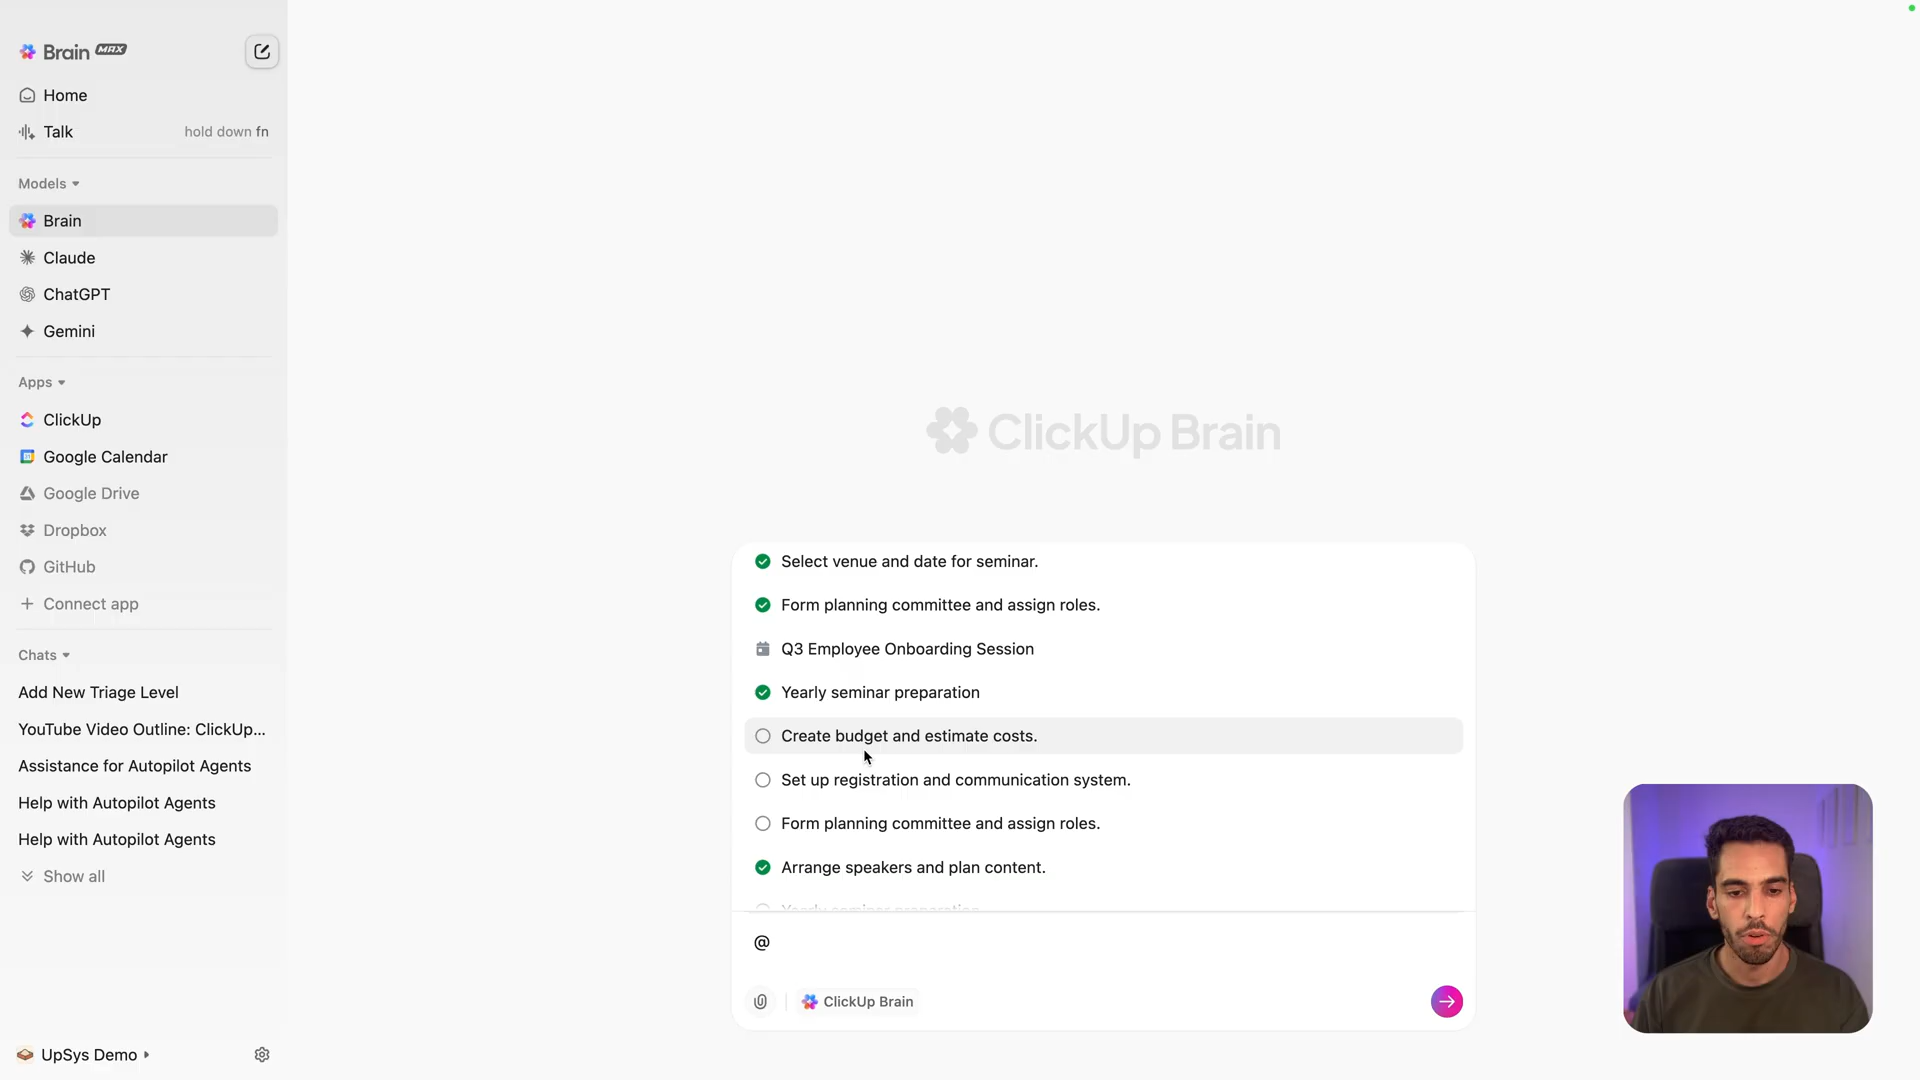 Brain MAX
Home
Talk hold down fn
Models
Brain
Claude
ChatGPT
Gemini
Apps
ClickUp
Google Calendar
Google Drive
Dropbox
GitHub
Connect app
Chats
Add New Triage Level
YouTube Video Outline: ClickUp...
Assistance for Autopilot Agents
Help with Autopilot Agents
Help with Autopilot Agents
Show all
UpSys Demo
ClickUp Brain
Select venue and date for seminar.
Form planning committee and assign roles.
Q3 Employee Onboarding Session
Yearly seminar preparation
Create budget and estimate costs.
Set up registration and communication system.
Form planning committee and assign roles.
Arrange speakers and plan content.
Yearly seminar preparation
@
ClickUp Brain